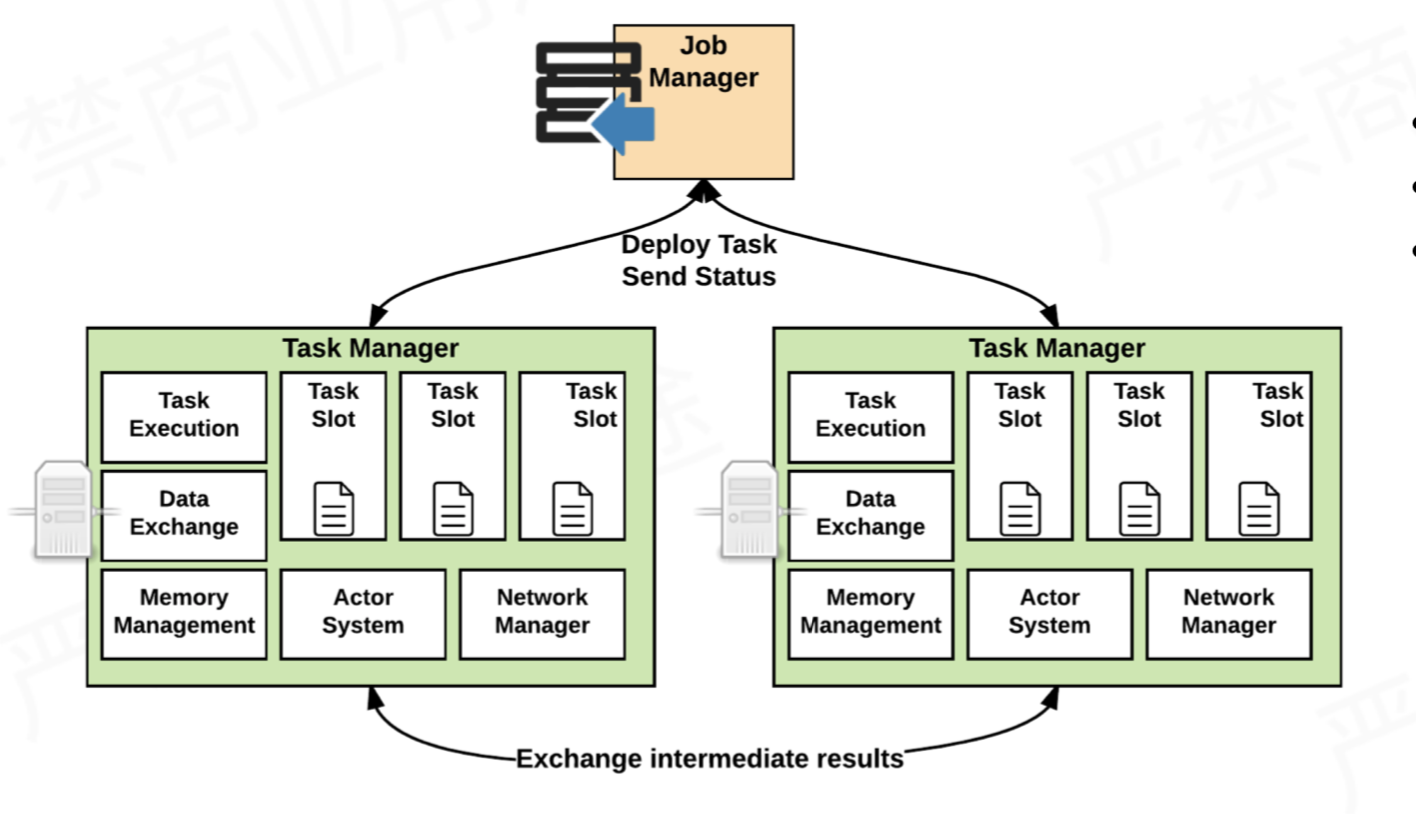 严禁商业用途
严禁商
Job
Manager
Deploy Task
Send Status
Task Manager
Task
Execution
Task
Slot
Task
Slot
Task
Slot
Data
Exchange
Memory
Management
Actor
System
Network
Manager
Task Manager
Task
Execution
Task
Slot
Task
Slot
Task
Slot
Data
Exchange
Memory
Management
Actor
System
Network
Manager
途
严
严
Exchange intermediate results